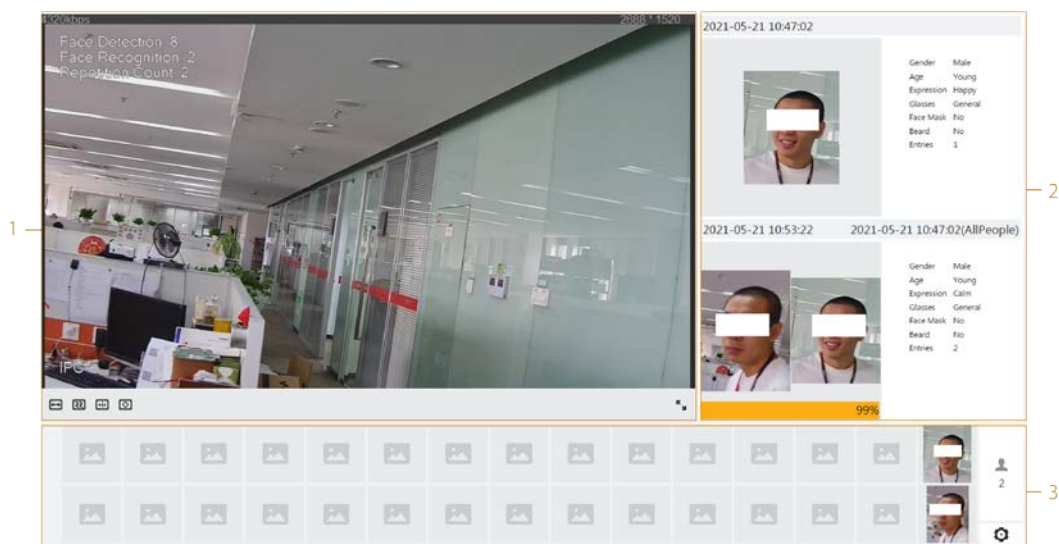 4320kbps
2688 * 1520
Face Detection 8
Face Recognition 2
Repetition Count 2
IPC
1
2021-05-21 10:47:02
Gender Male
Age Young
Expression Happy
Glasses General
Face Mask No
Beard No
Entries 1
2
2021-05-21 10:53:22 2021-05-21 10:47:02(AllPeople)
Gender Male
Age Young
Expression Calm
Glasses General
Face Mask No
Beard No
Entries 2
99%
2
3